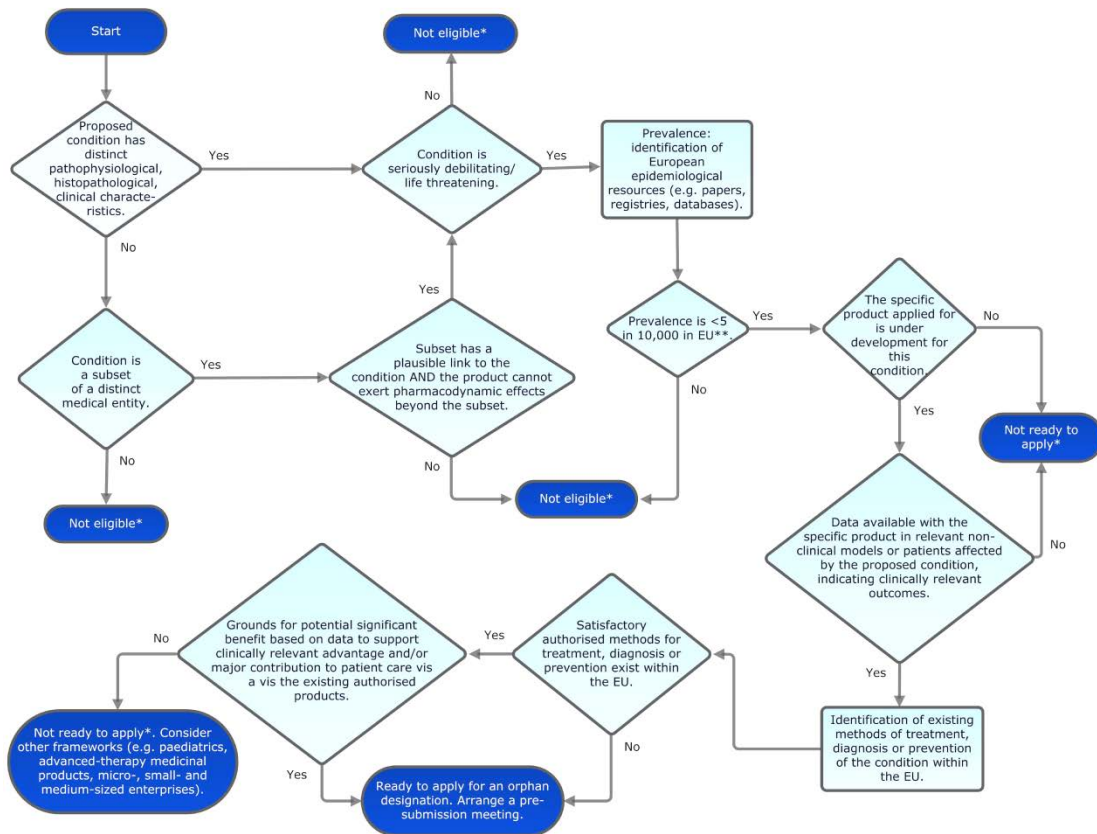 Start
Not eligible*
No
Proposed
condition has
distinct
pathophysiological,
histopathological,
clinical characte-
ristics.
Yes
Condition is
seriously debilitating/
life threatening.
Yes
Prevalence:
identification of
European
epidemiological
resources (e.g. papers,
registries, databases).
No
Yes
Condition is
a subset
of a distinct
medical entity.
Yes
Subset has a
plausible link to the
condition AND the product cannot
exert pharmacodynamic effects
beyond the subset.
Prevalence is <5
in 10,000 in EU**.
Yes
The specific
product applied for
is under
development for
this
condition.
No
No
Not eligible*
No
Not eligible*
No
Yes
Not ready to
apply*
Data available with the
specific product in relevant non-
clinical models or patients affected
by the proposed condition,
indicating clinically relevant
outcomes.
No
Yes
Identification of existing
methods of treatment,
diagnosis or prevention
of the condition within
the EU.
Satisfactory
authorised methods for
treatment, diagnosis or
prevention exist within
the EU.
Yes
No
Grounds for potential significant
benefit based on data to support
clinically relevant advantage and/or
major contribution to patient care vis
a vis the existing authorised
products.
No
Yes
Not ready to apply*. Consider
other frameworks (e.g. paediatrics,
advanced-therapy medicinal
products, micro-, small- and
medium-sized enterprises).
Ready to apply for an orphan
designation. Arrange a pre-
submission meeting.